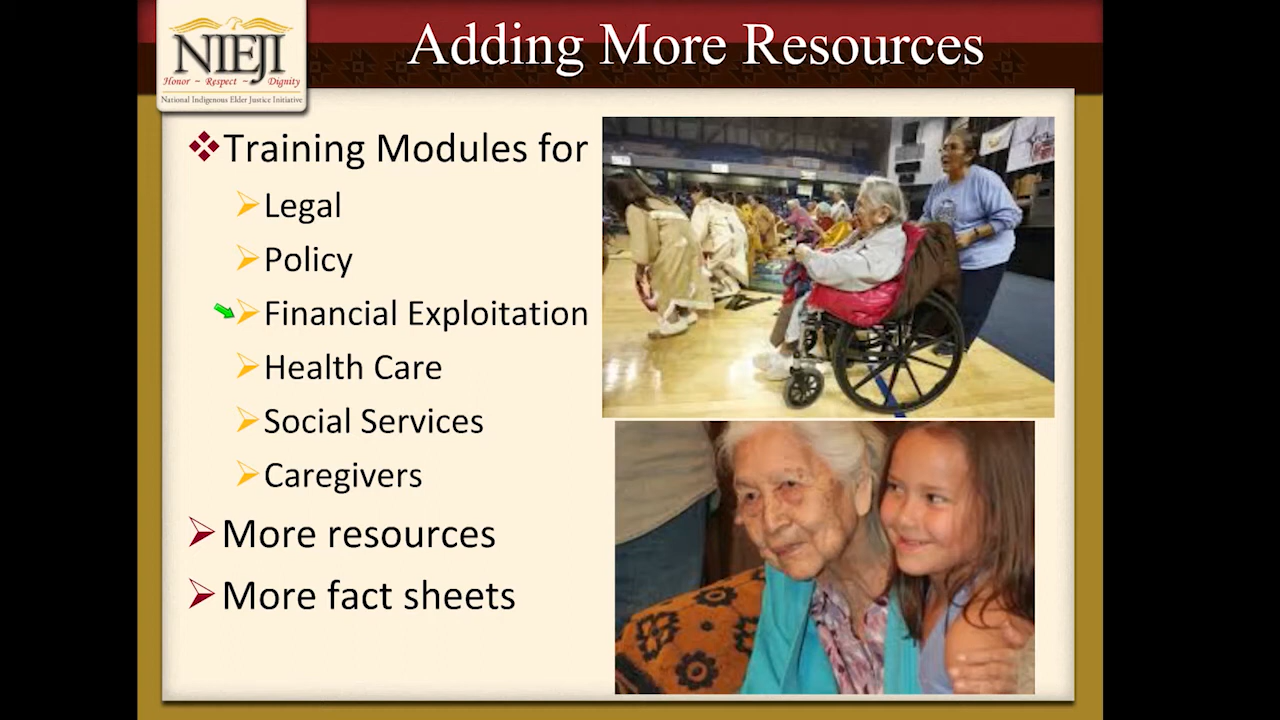 NIEJI
Honor ~ Respect ~ Dignity
National Indigenous Elder Justice Initiative
Adding More Resources
Training Modules for
Legal
Policy
Financial Exploitation
Health Care
Social Services
Caregivers
More resources
More fact sheets